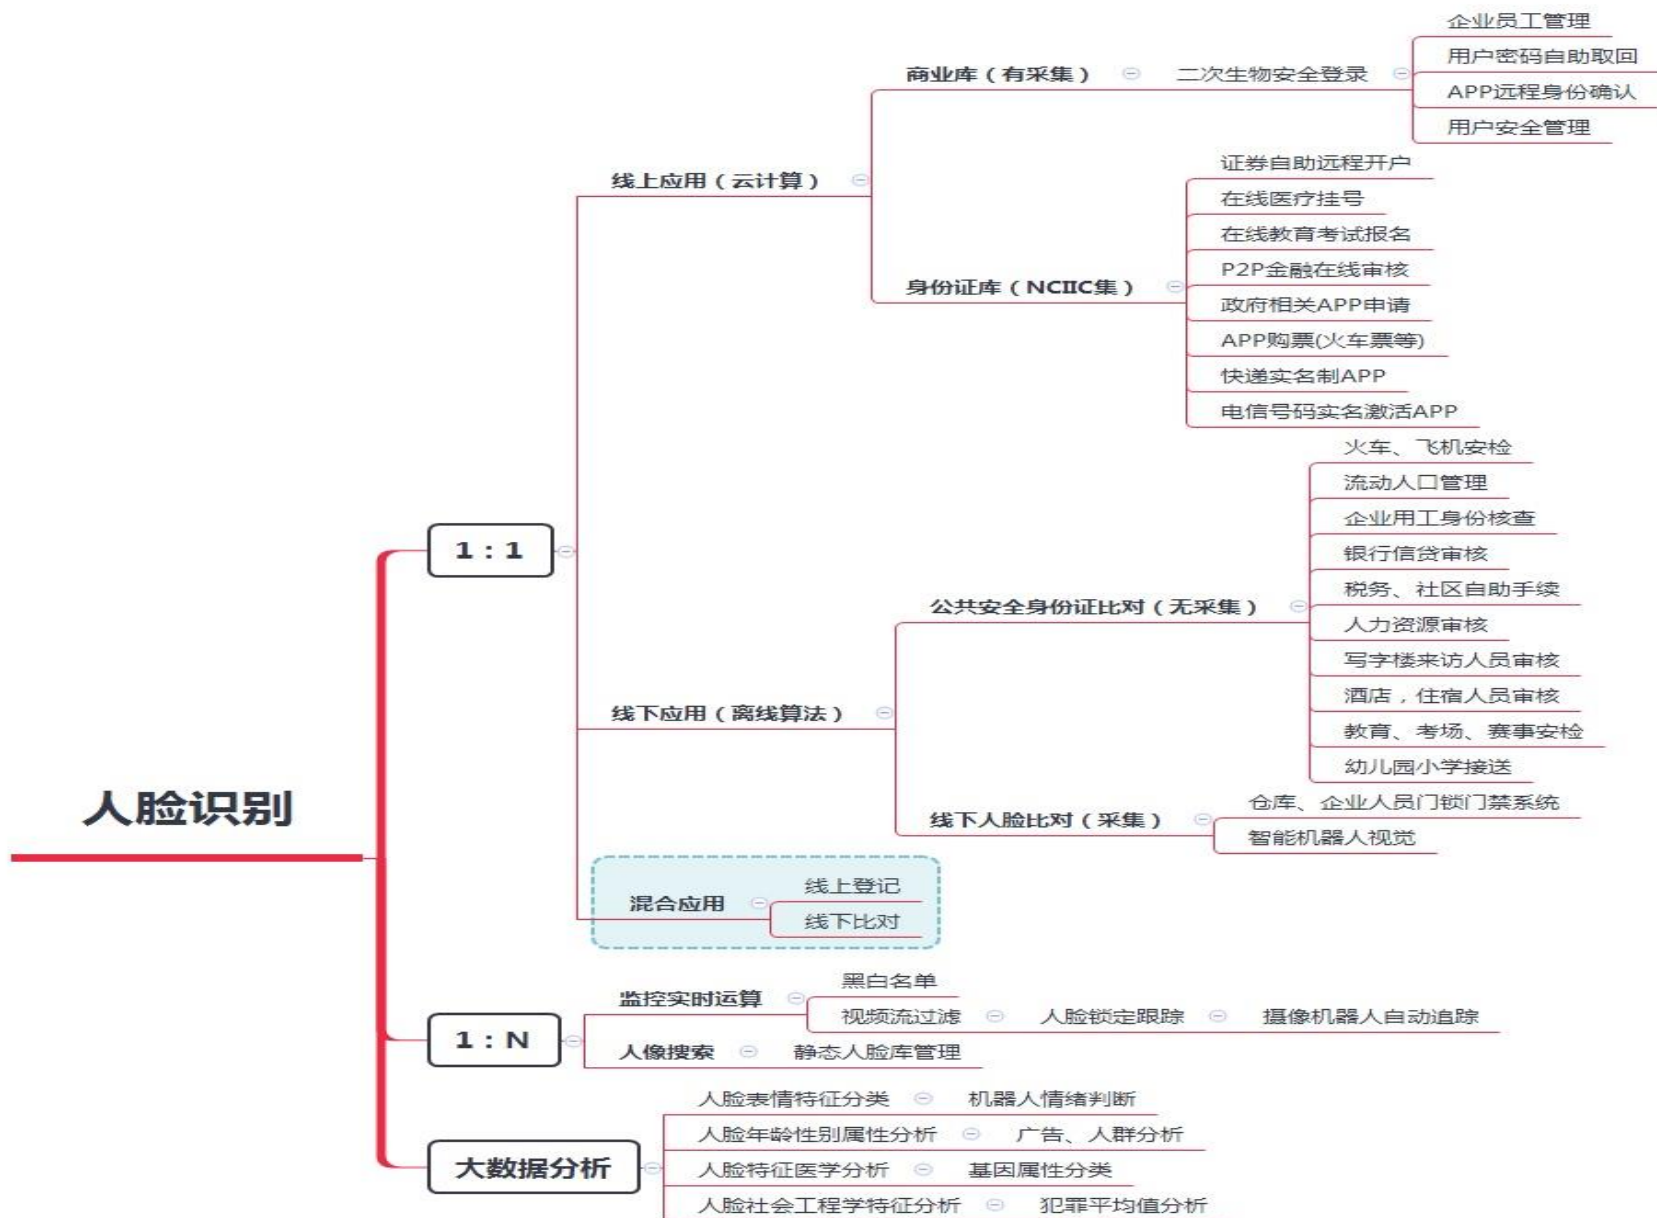 人脸识别
1：1
线上应用（云计算）
商业库（有采集）
二次生物安全登录
企业员工管理
用户密码自助取回
APP远程身份确认
用户安全管理
身份证库（NCIIC集）
证券自助远程开户
在线医疗挂号
在线教育考试报名
P2P金融在线审核
政府相关APP申请
APP购票(火车票等)
快递实名制APP
电信号码实名激活APP
线下应用（离线算法）
公共安全身份证比对（无采集）
火车、飞机安检
流动人口管理
企业用工身份核查
银行信贷审核
税务、社区自助手续
人力资源审核
写字楼来访人员审核
酒店，住宿人员审核
教育、考场、赛事安检
幼儿园小学接送
线下人脸比对（采集）
仓库、企业人员门锁门禁系统
智能机器人视觉
混合应用
线上登记
线下比对
1：N
监控实时运算
黑白名单
视频流过滤
人脸锁定跟踪
摄像机器人自动追踪
人像搜索
静态人脸库管理
大数据分析
人脸表情特征分类
机器人情绪判断
人脸年龄性别属性分析
广告、人群分析
人脸特征医学分析
基因属性分类
人脸社会工程学特征分析
犯罪平均值分析